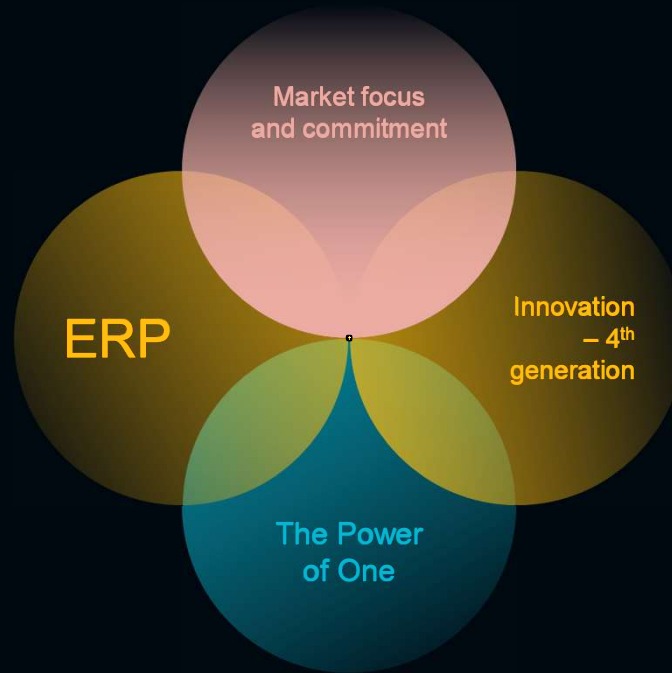 Market focus
and commitment
ERP
Innovation
– 4th
generation
The Power
of One